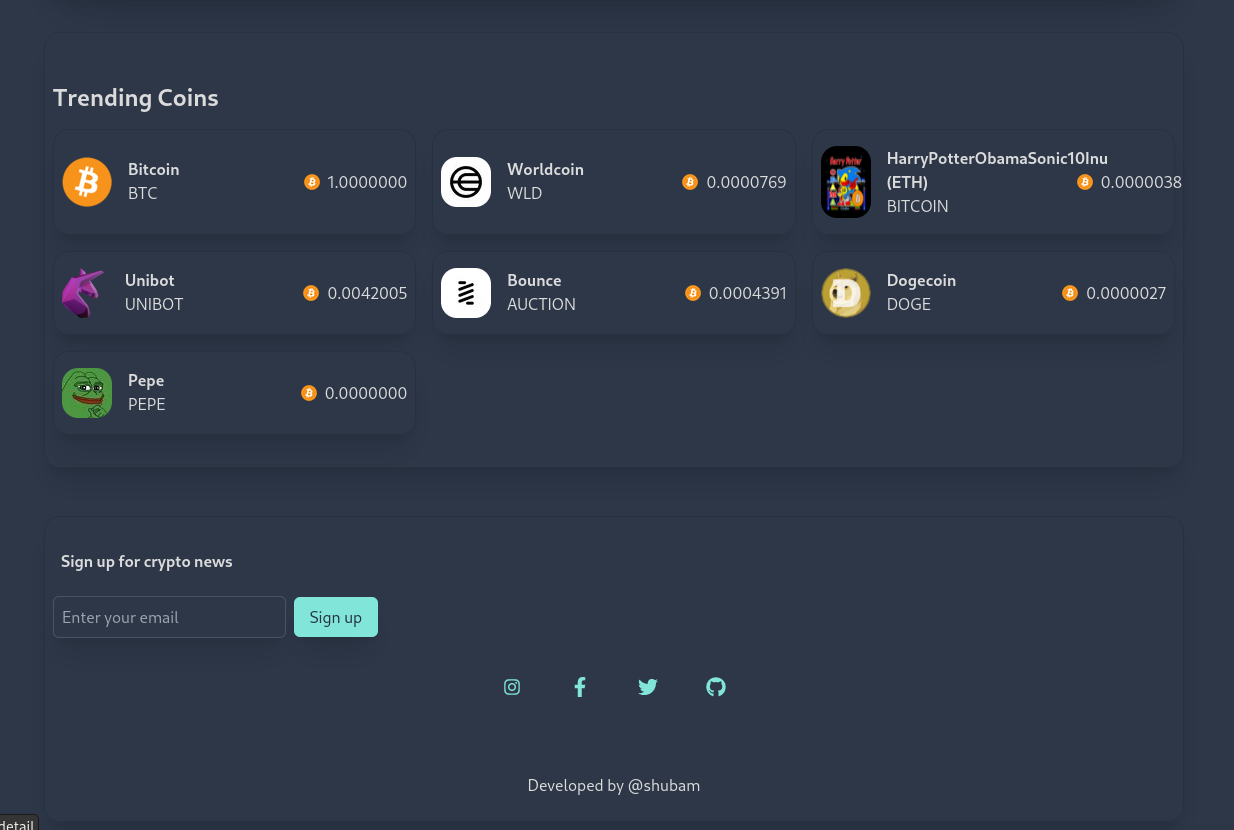 Trending Coins
Bitcoin
BTC
1.0000000
Worldcoin
WLD
0.0000769
HarryPotterObamaSonic10Inu
(ETH)
BITCOIN
0.0000038
Unibot
UNIBOT
0.0042005
Bounce
AUCTION
0.0004391
Dogecoin
DOGE
0.0000027
Pepe
PEPE
0.0000000
Sign up for crypto news
Enter your email
Sign up
Developed by @shubam
detail